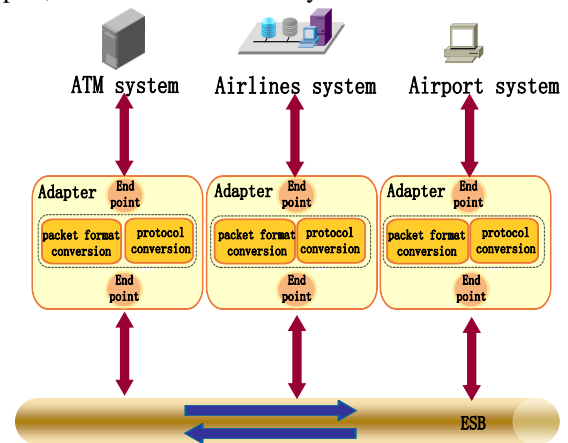 ATM system
Airlines system
Airport system
Adapter
End
point
packet format
conversion
protocol
conversion
End
point
Adapter
End
point
packet format
conversion
protocol
conversion
End
point
Adapter
End
point
packet format
conversion
protocol
conversion
End
point
ESB